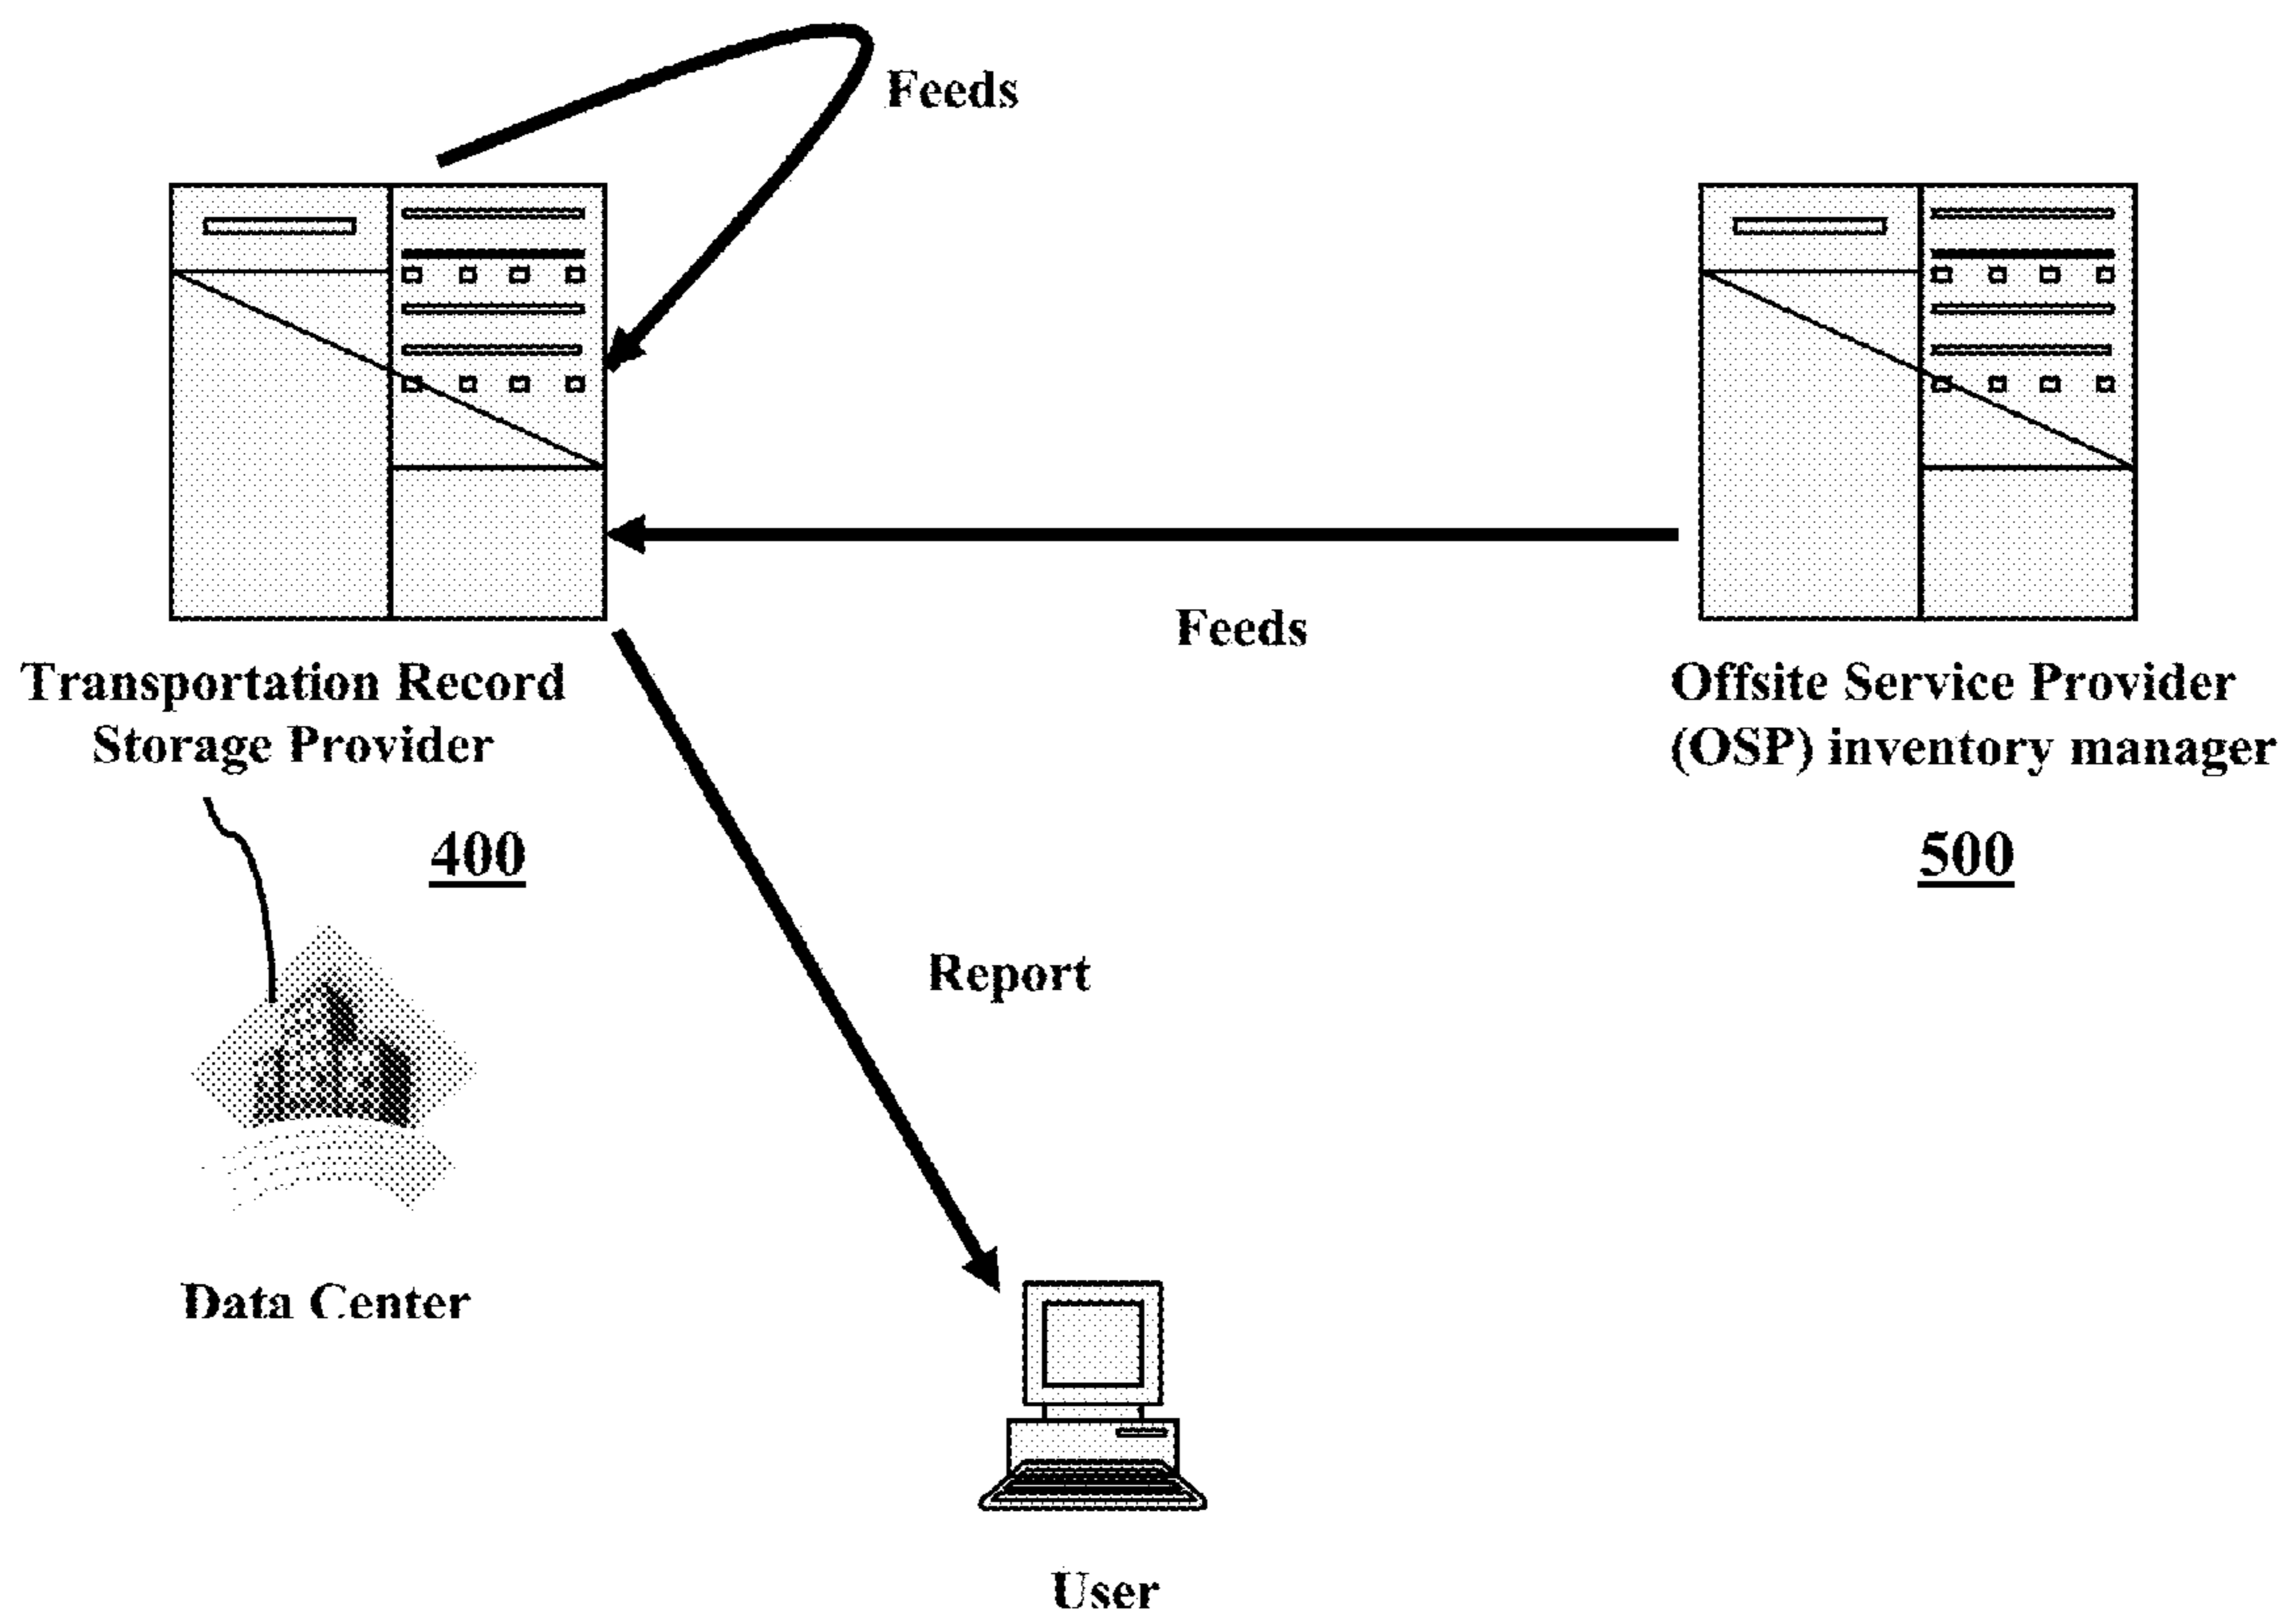 Feeds
Feeds
Transportation Record
Storage Provider
400
Offsite Service Provider
(OSP) inventory manager
500
Report
Data Center
User